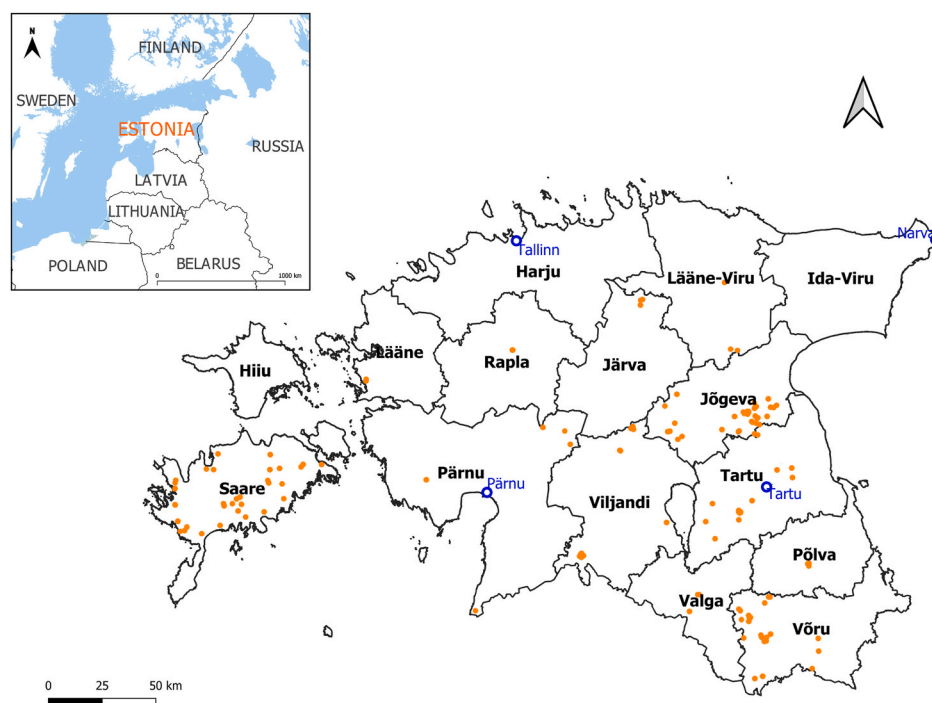 N
FINLAND
SWEDEN
ESTONIA
RUSSIA
LATVIA
LITHUANIA
POLAND
BELARUS
0 1000 km
Narva
Tallinn
Harju
Lääne-Viru
Ida-Viru
Lääne
Rapla
Järva
Hiiu
Jõgeva
Pärnu
Tartu
Saare
Pärnu
Viljandi
Tartu
Põlva
Valga
Võru
0 25 50 km